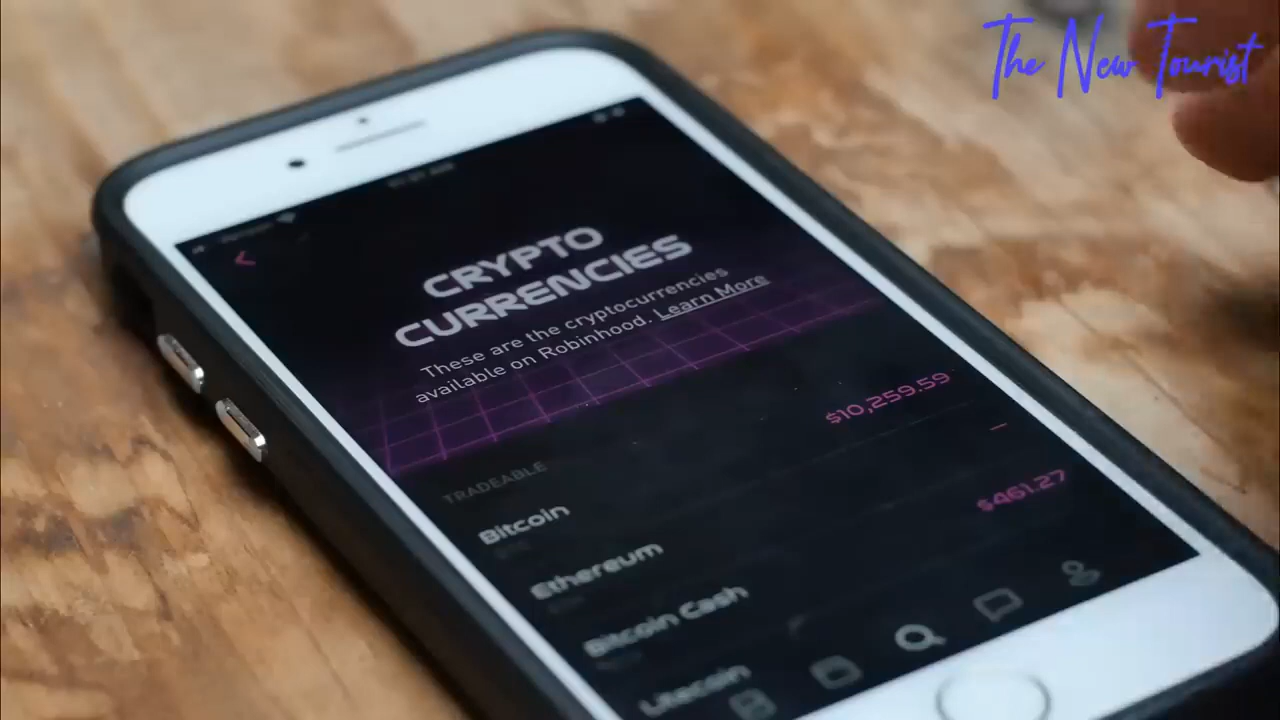 The New Tourist
CRYPTO
CURRENCIES
These are the cryptocurrencies
available on Robinhood. Learn More
TRADEABLE
Bitcoin
$10,259.59
Ethereum
Bitcoin Cash
$461.27
Litecoin